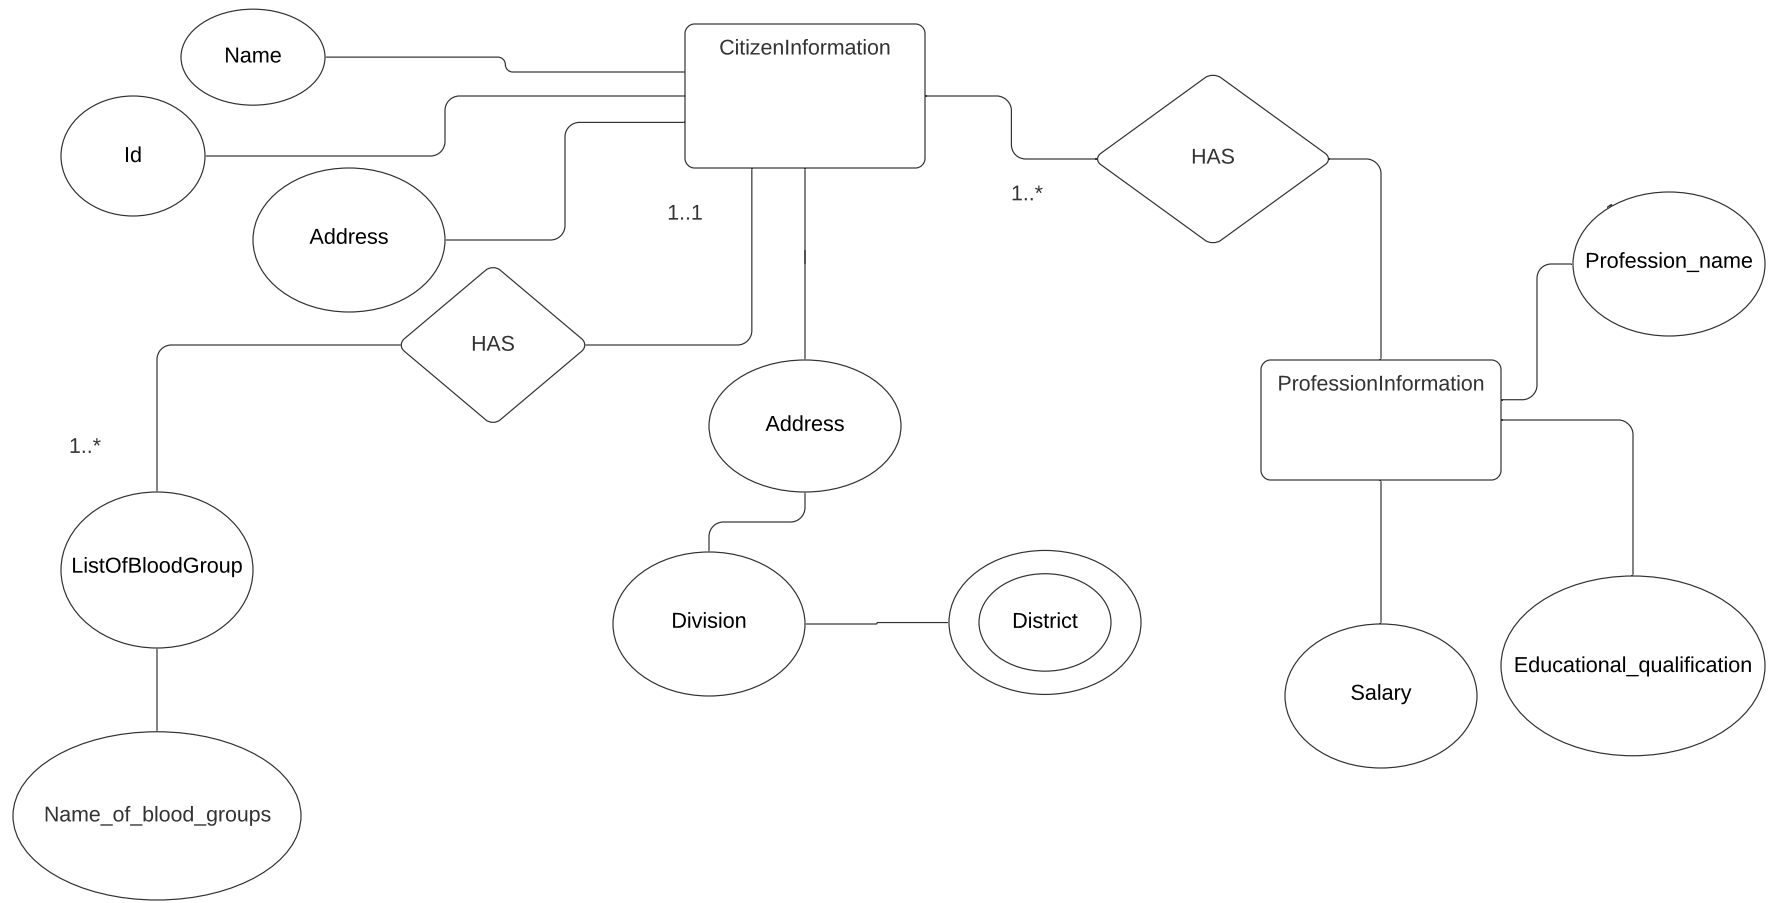 Name
CitizenInformation
Id
HAS
1..*
1..1
Address
Profession_name
HAS
ProfessionInformation
Address
1..*
ListOfBloodGroup
Division
District
Educational_qualification
Salary
Name_of_blood_groups